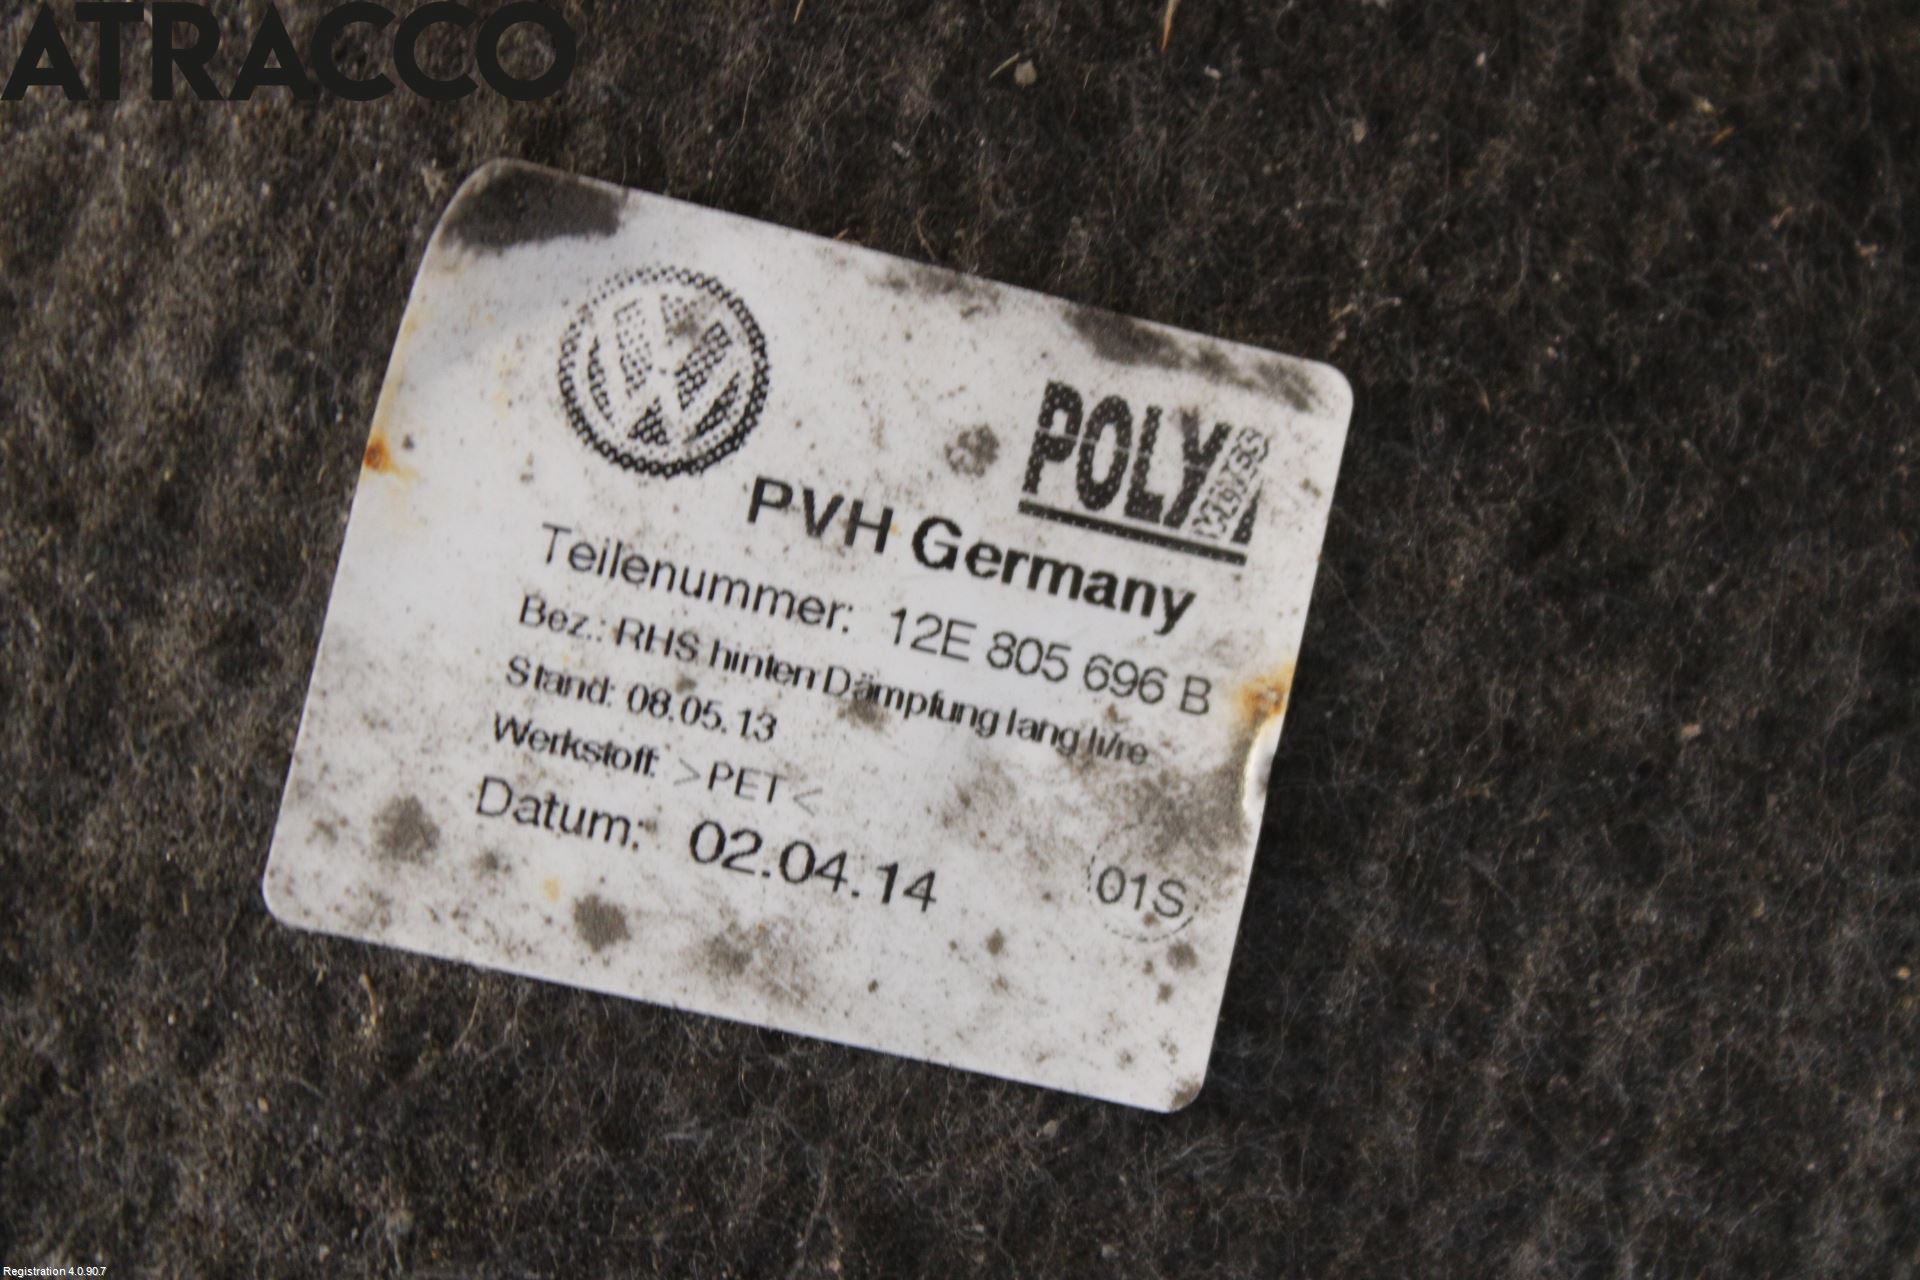 ATRACCO
POLY
PVH Germany
Teilenummer: 12E 805 696 B
Bez.: RHS hinten Dämpfung lang li/re
Stand: 08.05.13
Werkstoff: >PET<
Datum: 02.04.14
01S
Registration 4.0.90.7